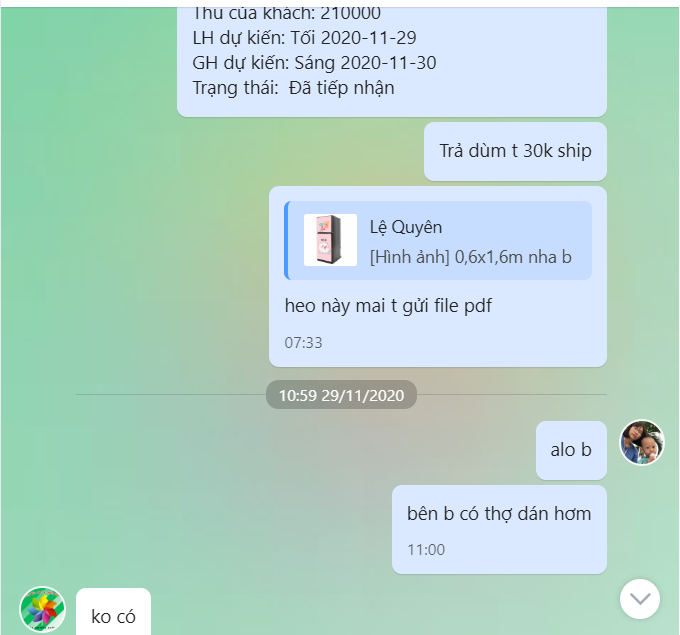 Thu của khách: 210000
LH dự kiến: Tối 2020-11-29
GH dự kiến: Sáng 2020-11-30
Trạng thái: Đã tiếp nhận
Trả dùm t 30k ship
Lệ Quyên
[Hình ảnh] 0,6x1,6m nha b
heo này mai t gửi file pdf
07:33
10:59 29/11/2020
alo b
bên b có thợ dán hơm
11:00
ko có